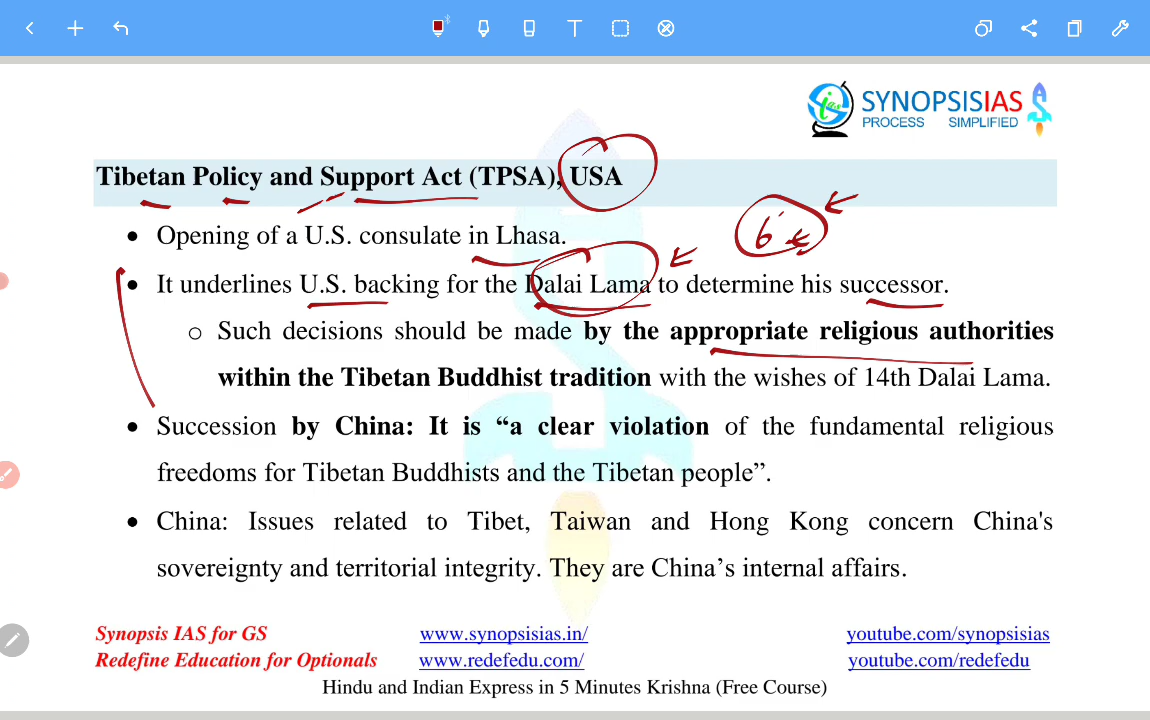 SYNOPSISIAS
PROCESS SIMPLIFIED
Tibetan Policy and Support Act (TPSA), USA
• Opening of a U.S. consulate in Lhasa.
• It underlines U.S. backing for the Dalai Lama to determine his successor.
o Such decisions should be made by the appropriate religious authorities
within the Tibetan Buddhist tradition with the wishes of 14th Dalai Lama.
• Succession by China: It is “a clear violation of the fundamental religious
freedoms for Tibetan Buddhists and the Tibetan people”.
• China: Issues related to Tibet, Taiwan and Hong Kong concern China's
sovereignty and territorial integrity. They are China’s internal affairs.
Synopsis IAS for GS www.synopsisias.in/ youtube.com/synopsisias
Redefine Education for Optionals www.redefedu.com/ youtube.com/redefedu
Hindu and Indian Express in 5 Minutes Krishna (Free Course)